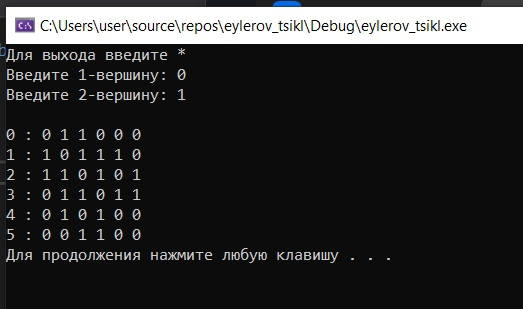 C:\Users\user\source\repos\eylerov_tsikl\Debug\eylerov_tsikl.exe
Для выхода введите *
Введите 1-вершину: 0
Введите 2-вершину: 1
0 : 0 1 1 0 0 0
1 : 1 0 1 1 1 0
2 : 1 1 0 1 0 1
3 : 0 1 1 0 1 1
4 : 0 1 0 1 0 0
5 : 0 0 1 1 0 0
Для продолжения нажмите любую клавишу . . .